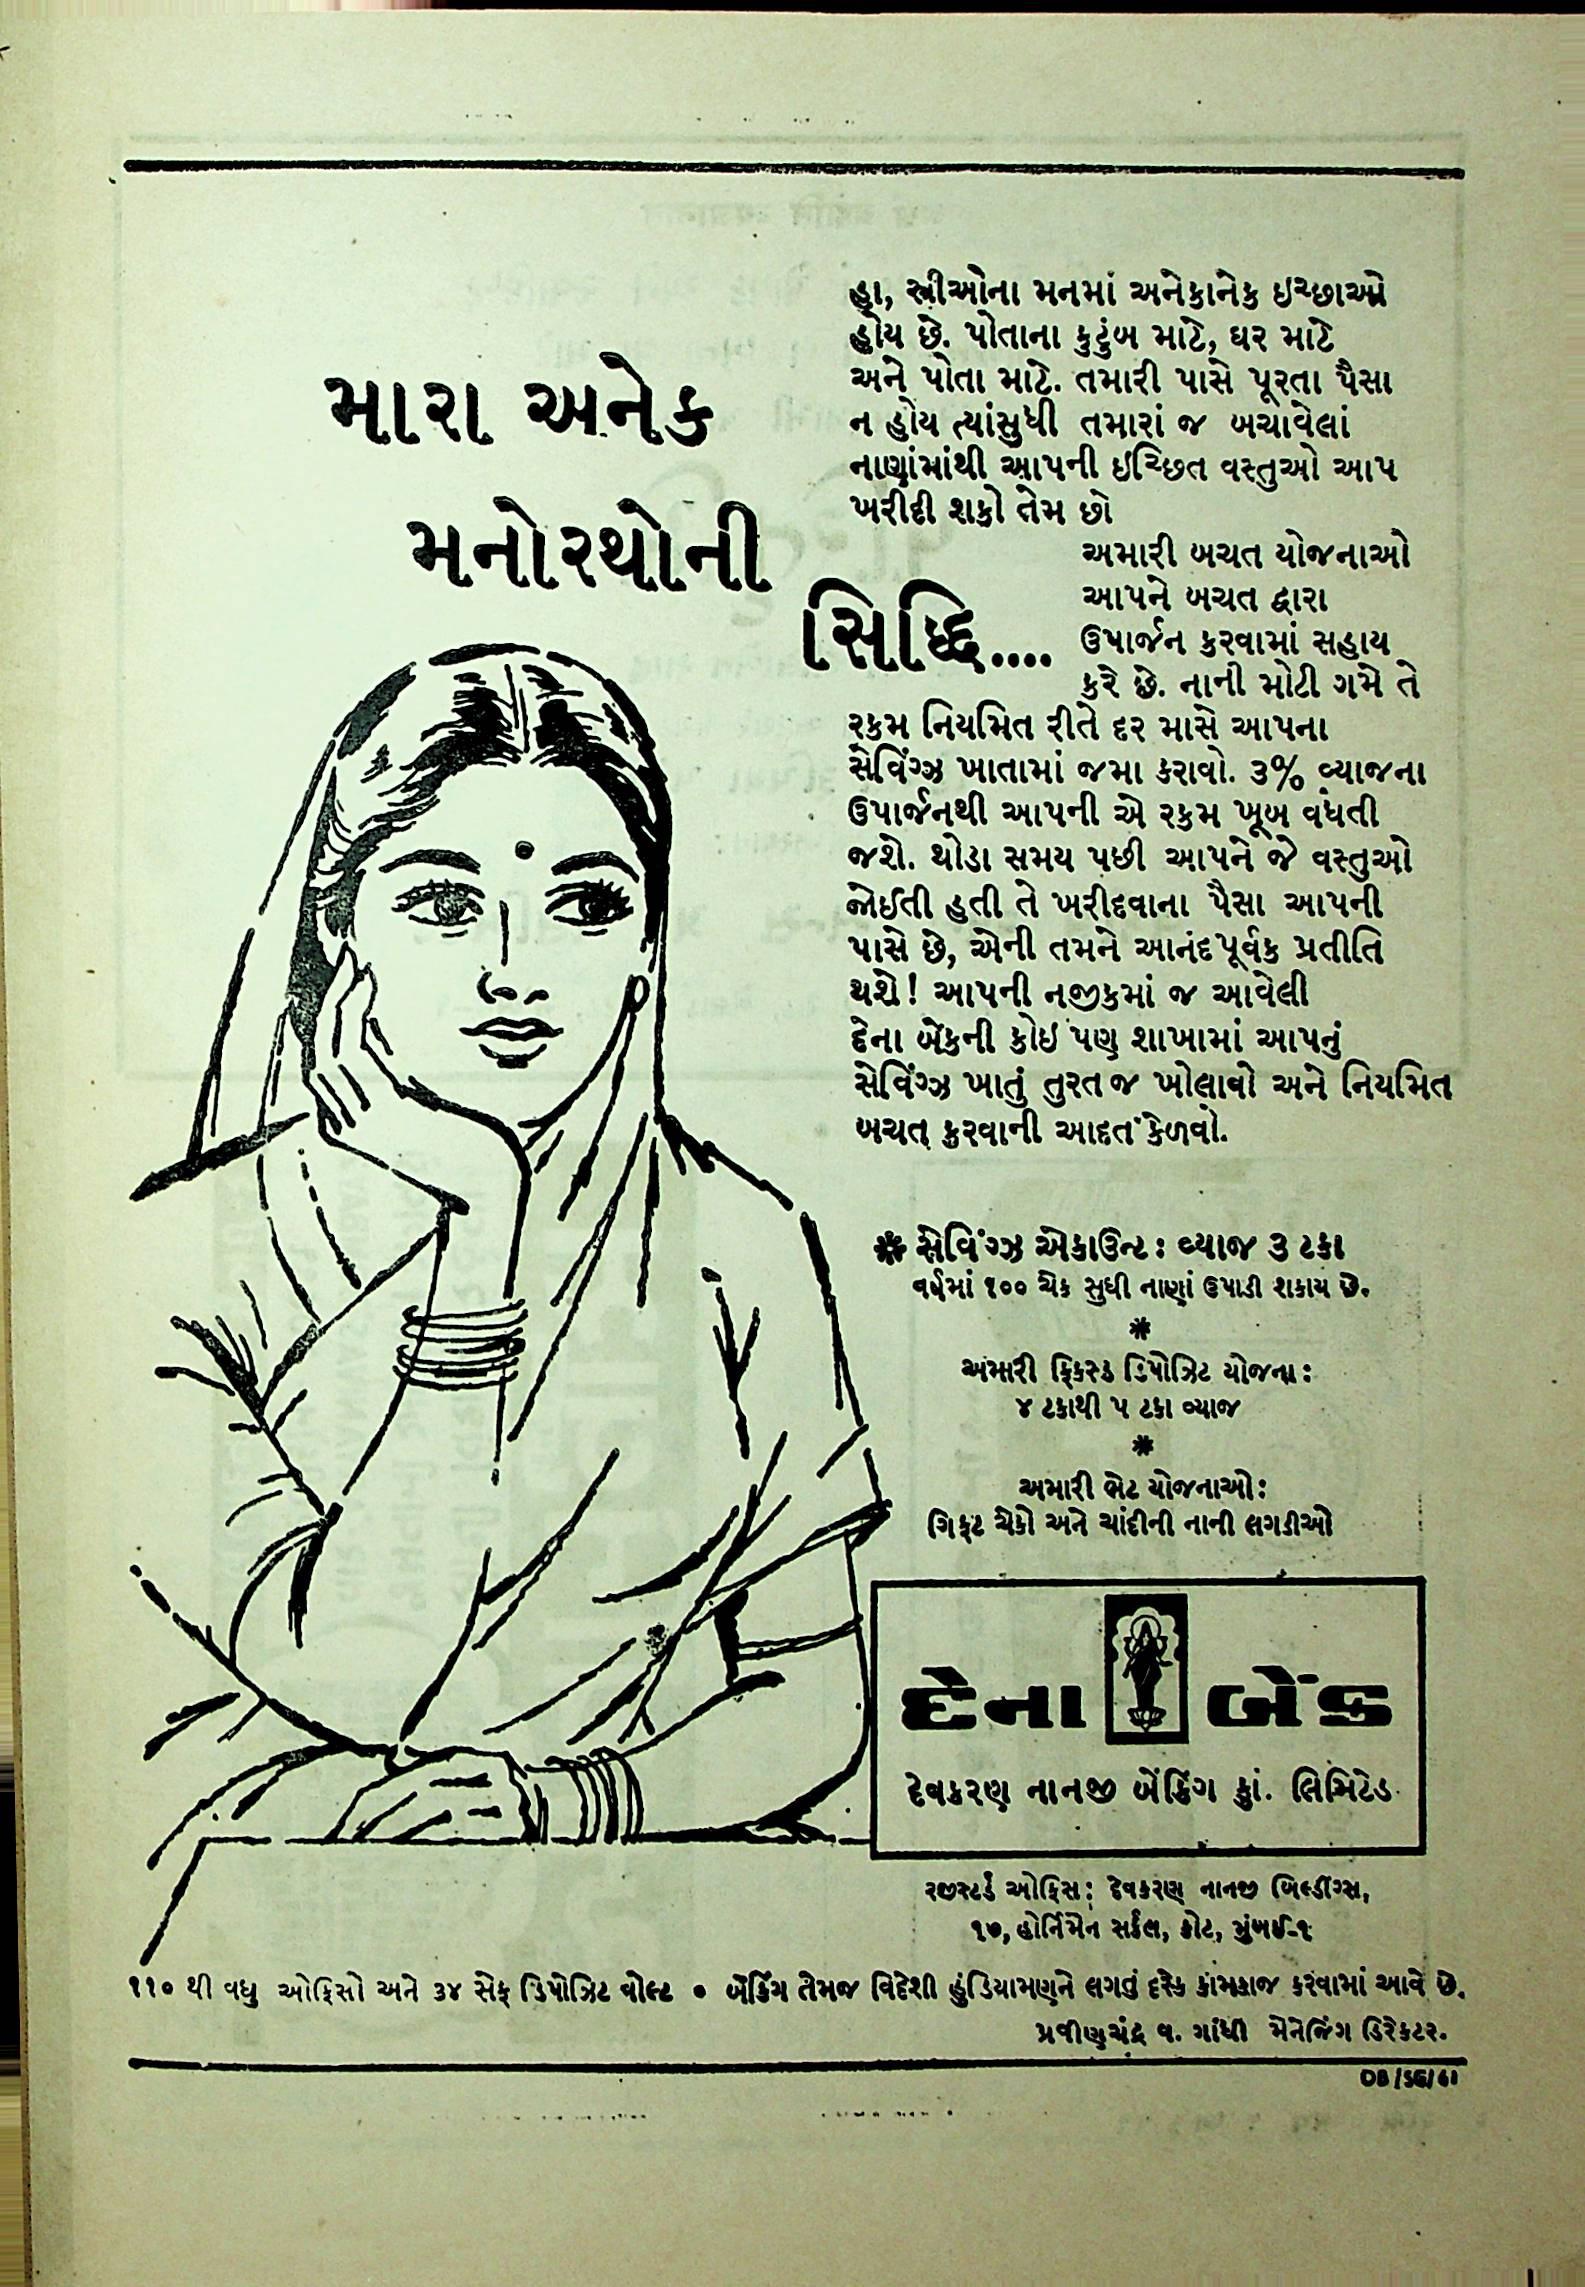 મારા અનેક
મનોરથોની
સિદ્ધિ....
હા, સ્ત્રીઓના મનમાં અનેકાનેક ઇચ્છાઓ
હોય છે. પોતાના કુટુંબ માટે, ઘર માટે
અને પોતા માટે. તમારી પાસે પૂરતા પૈસા
ન હોય ત્યાંસુધી તમારાં જ બચાવેલાં
નાણાંમાંથી આપની ઇચ્છિત વસ્તુઓ આપ
ખરીદી શકો તેમ છો
અમારી બચત યોજનાઓ
આપને બચત દ્વારા
ઉપાર્જન કરવામાં સહાય
કરે છે. નાની મોટી ગમે તે
રકમ નિયમિત રીતે દર માસે આપના
સેવિંગ્ઝ ખાતામાં જમા કરાવો. ૩% વ્યાજના
ઉપાર્જનથી આપની એ રકમ ખૂબ વધતી
જશે. થોડા સમય પછી આપને જે વસ્તુઓ
જોઈતી હતી તે ખરીદવાના પૈસા આપની
પાસે છે, એની તમને આનંદપૂર્વક પ્રતીતિ
થશે! આપની નજીકમાં જ આવેલી
દેના બેંકની કોઇ પણ શાખામાં આપનું
સેવિંગ્ઝ ખાતું તુરત જ ખોલાવો અને નિયમિત
બચત કરવાની આદત કેળવો.
* સેવિંગ્ઝ એકાઉન્ટ: વ્યાજ ૩ ટકા
વર્ષમાં ૧૦૦ ચેક સુધી નાણાં ઉપાડી શકાય છે.
*
અમારી ફિકસ્ડ ડિપોઝિટ યોજના:
૪ ટકાથી ૫ ટકા વ્યાજ
*
અમારી ભેટ યોજનાઓ:
ગિફ્ટ ચેકો અને ચાંદીની નાની લગડીઓ
દેના બેંક
દેવકરણ નાનજી બેંકિંગ કાં. લિમિટેડ.
રજીસ્ટર્ડ ઓફિસ: દેવકરણ નાનજી બિલ્ડીંગ્સ,
૧૭, હોર્નિમેન સર્કલ, કોટ, મુંબઈ-૧
૧૧૦ થી વધુ ઓફિસો અને ૩૪ સેફ ડિપોઝિટ વોલ્ટ • બેંકિંગ તેમજ વિદેશી હુંડિયામણને લગતું દરેક કામકાજ કરવામાં આવે છે.
પ્રવીણચંદ્ર વ. ગાંધી મેનેજિંગ ડિરેકટર.
DB/SG/61